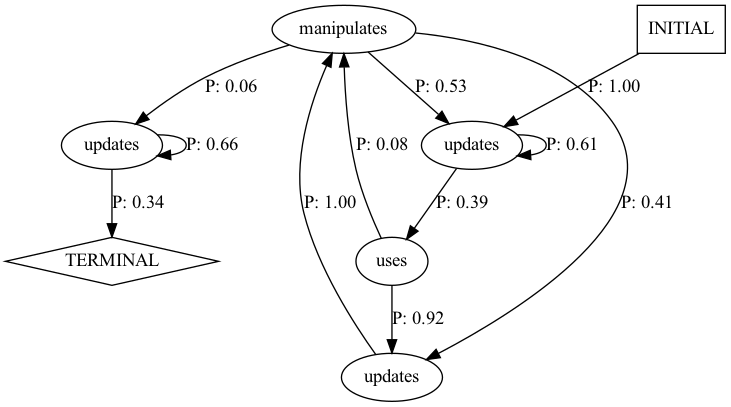 manipulates
INITIAL
P: 0.06
P: 0.53
P: 1.00
updates
P: 0.66
P: 0.08
updates
P: 0.61
P: 0.34
P: 1.00
P: 0.39
P: 0.41
TERMINAL
uses
P: 0.92
updates